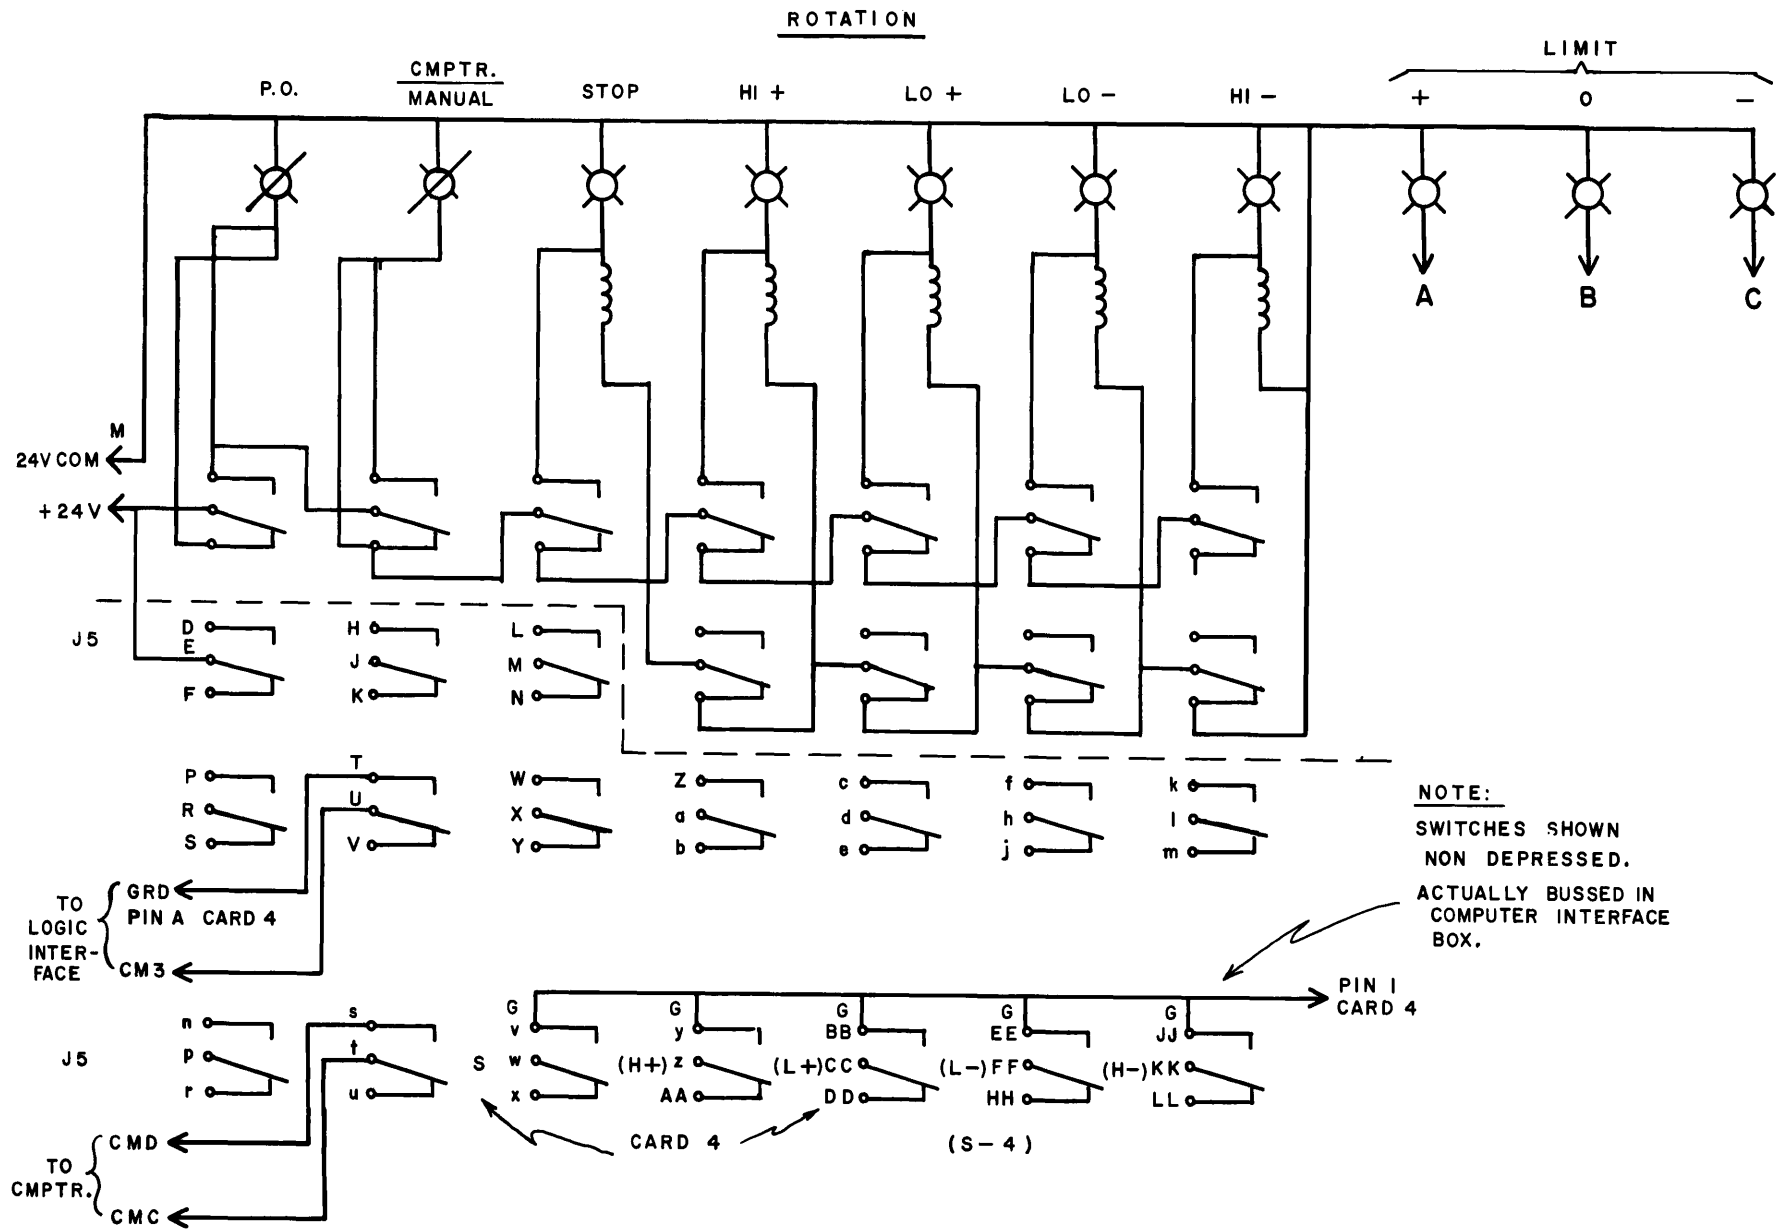 ROTATION
LIMIT
P.O.
CMPTR.
MANUAL
STOP
HI +
LO +
LO -
HI -
+
O
-
A
B
C
M
24V COM
+24V
J5
D
E
F
H
J
K
L
M
N
P
R
S
T
U
V
W
X
Y
Z
a
b
c
d
e
f
h
j
k
l
m
NOTE:
SWITCHES SHOWN
NON DEPRESSED.
ACTUALLY BUSSED IN
COMPUTER INTERFACE
BOX.
TO
LOGIC
INTER-
FACE
GRD
PIN A CARD 4
CM3
PIN 1
CARD 4
J5
n
p
r
s
t
u
G
v
S w
x
G
y
(H+) z
AA
G
BB
(L+) CC
DD
G
EE
(L-) FF
HH
G
JJ
(H-) KK
LL
CARD 4
(S-4)
TO
CMPTR.
CMD
CMC